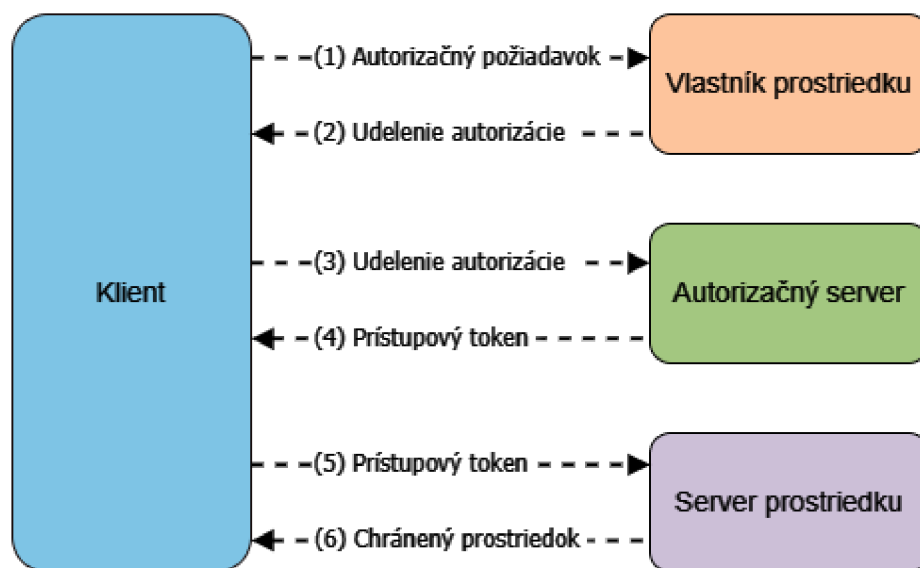 (1) Autorizačný požiadavok
Vlastník prostriedku
(2) Udelenie autorizácie
Klient
(3) Udelenie autorizácie
Autorizačný server
(4) Prístupový token
(5) Prístupový token
Server prostriedku
(6) Chránený prostriedok